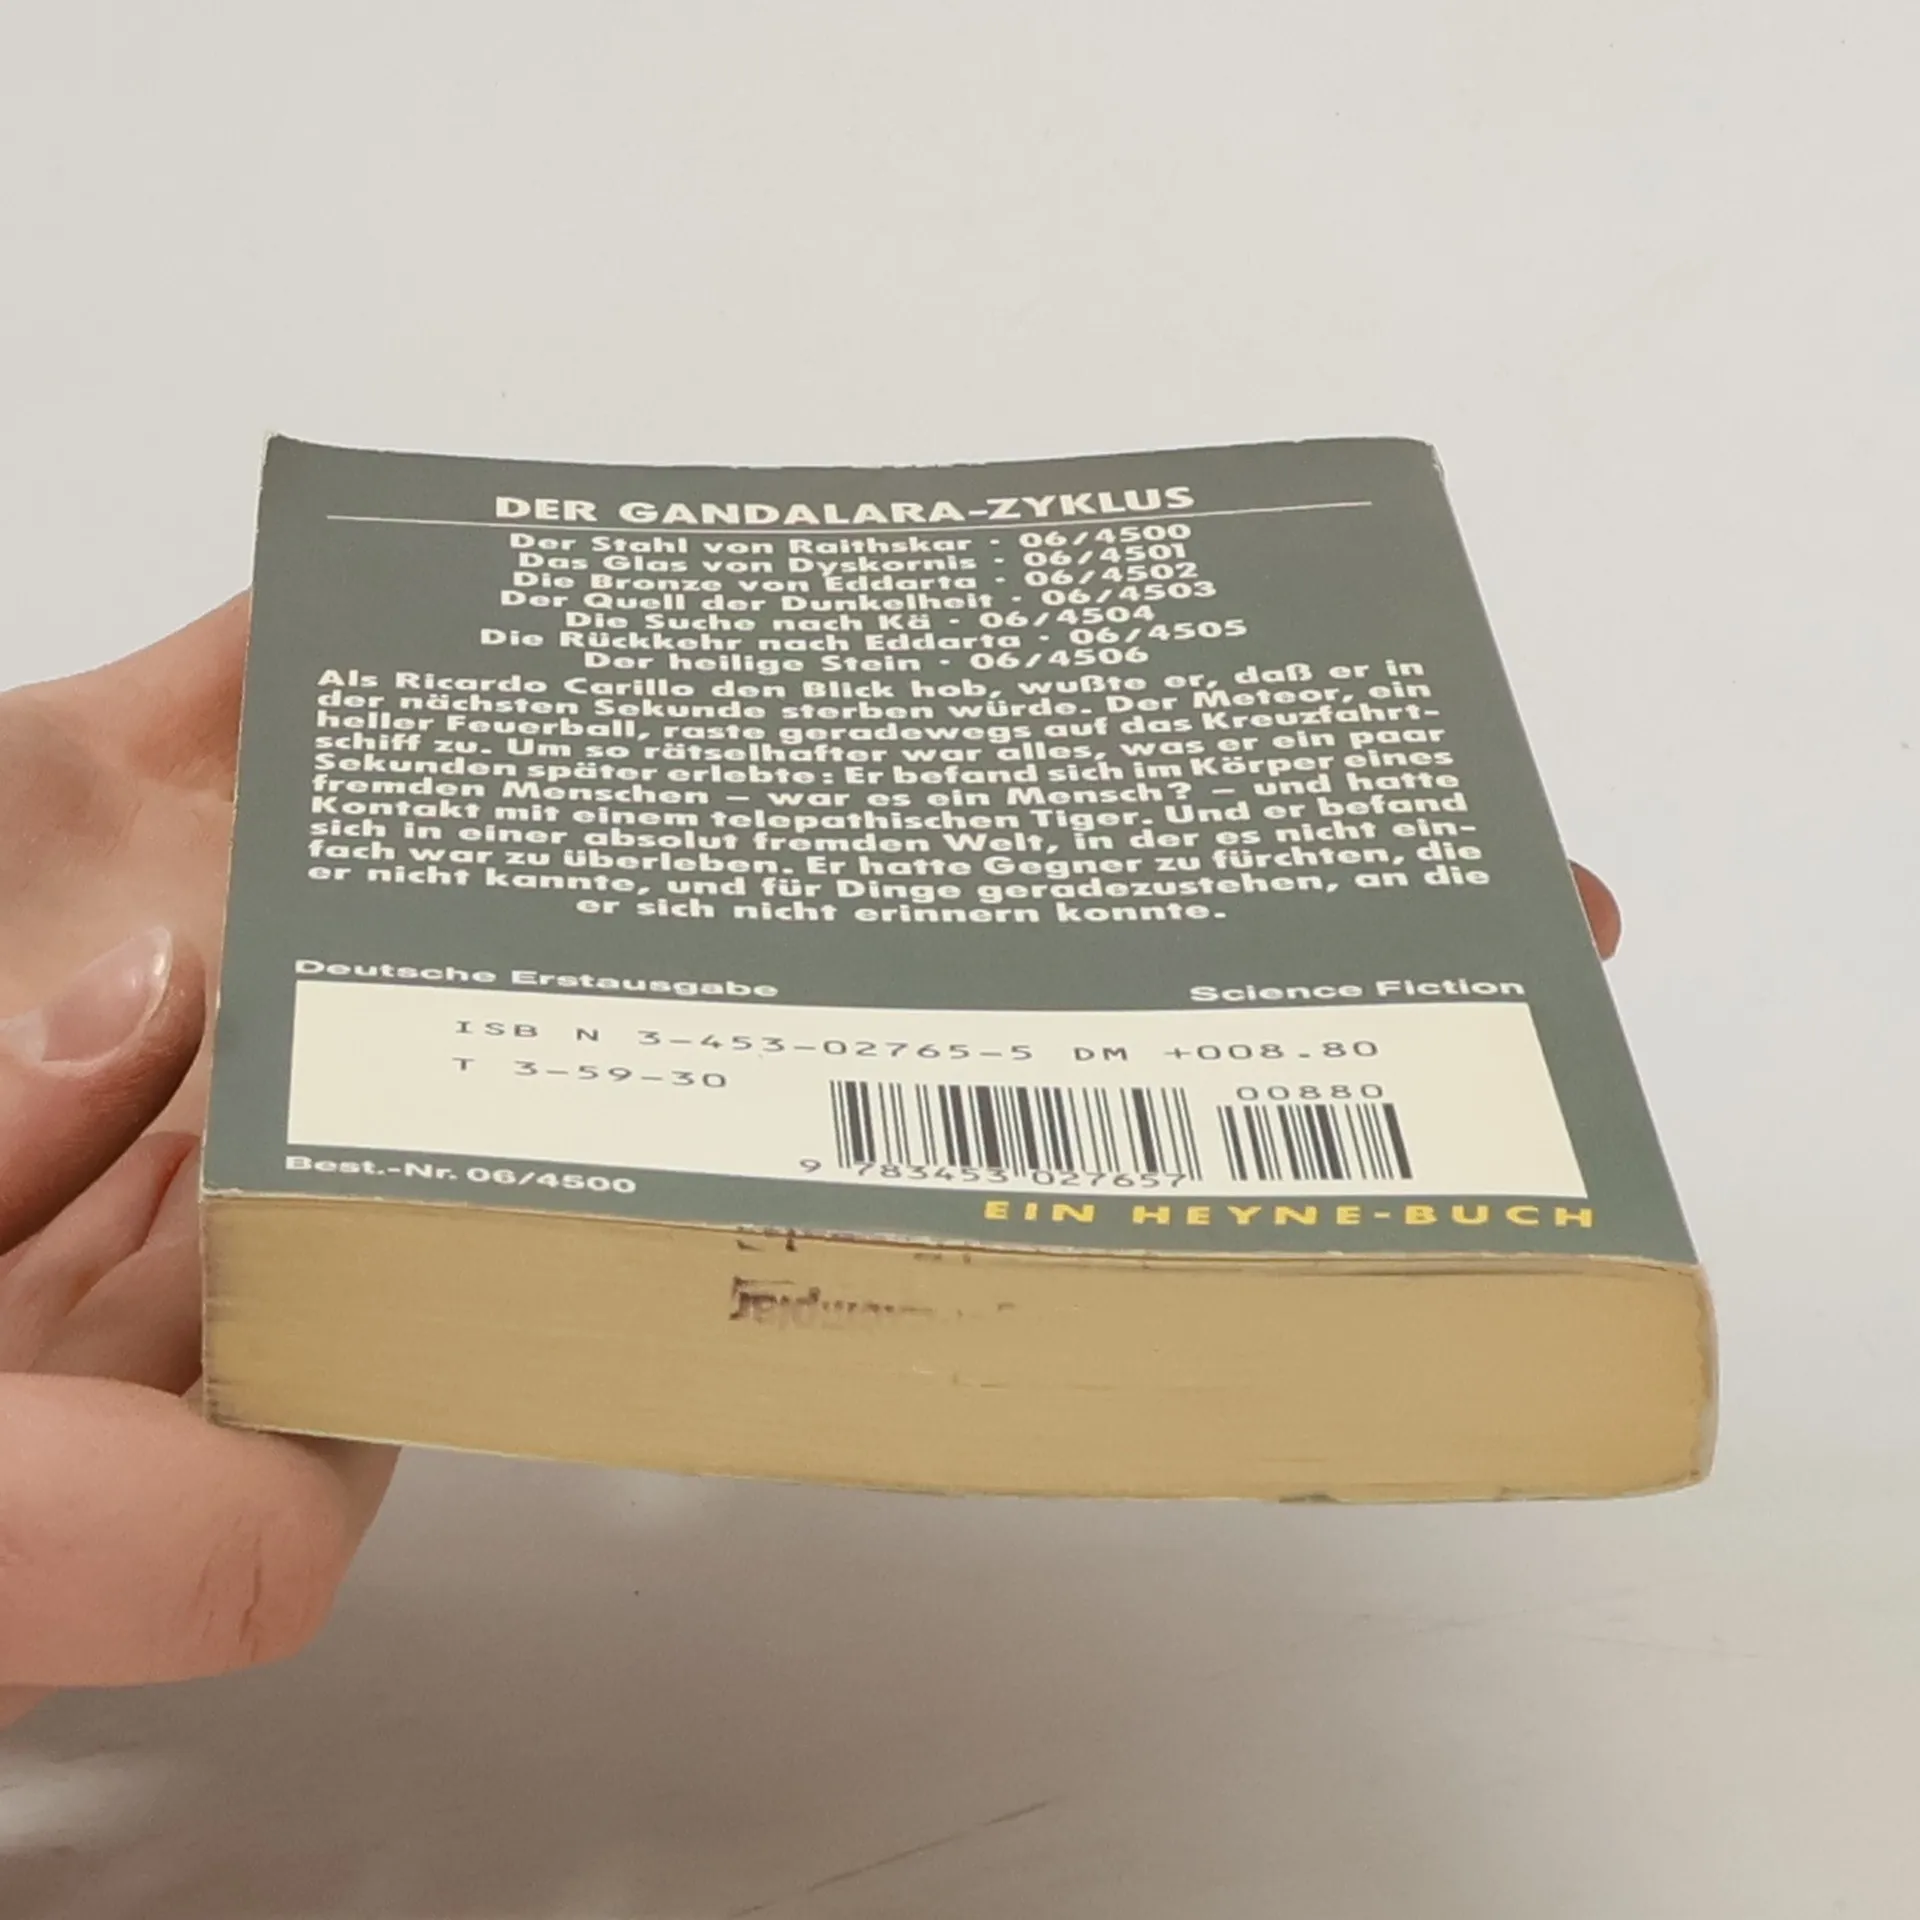 DER GANDALARA-ZYKLUS
Der Stahl von Raithskar · 06/4500
Das Glas von Dyskornis · 06/4501
Die Bronze von Eddarta · 06/4502
Der Quell der Dunkelheit · 06/4503
Die Suche nach Kä · 06/4504
Die Rückkehr nach Eddarta · 06/4505
Der heilige Stein · 06/4506
Als Ricardo Carillo den Blick hob, wußte er, daß er in
der nächsten Sekunde sterben würde. Der Meteor, ein
heller Feuerball, raste geradewegs auf das Kreuzfahrt-
schiff zu. Um so rätselhafter war alles, was er ein paar
Sekunden später erlebte: Er befand sich im Körper eines
fremden Menschen – war es ein Mensch? – und hatte
Kontakt mit einem telepathischen Tiger. Und er befand
sich in einer absolut fremden Welt, in der es nicht ein-
fach war zu überleben. Er hatte Gegner zu fürchten, die
er nicht kannte, und für Dinge geradezustehen, an die
er sich nicht erinnern konnte.
Deutsche Erstausgabe Science Fiction
ISB N 3-453-02765-5 DM +008.80
T 3-59-30
00880
9 783453 027657
Best.-Nr. 06/4500
EIN HEYNE-BUCH